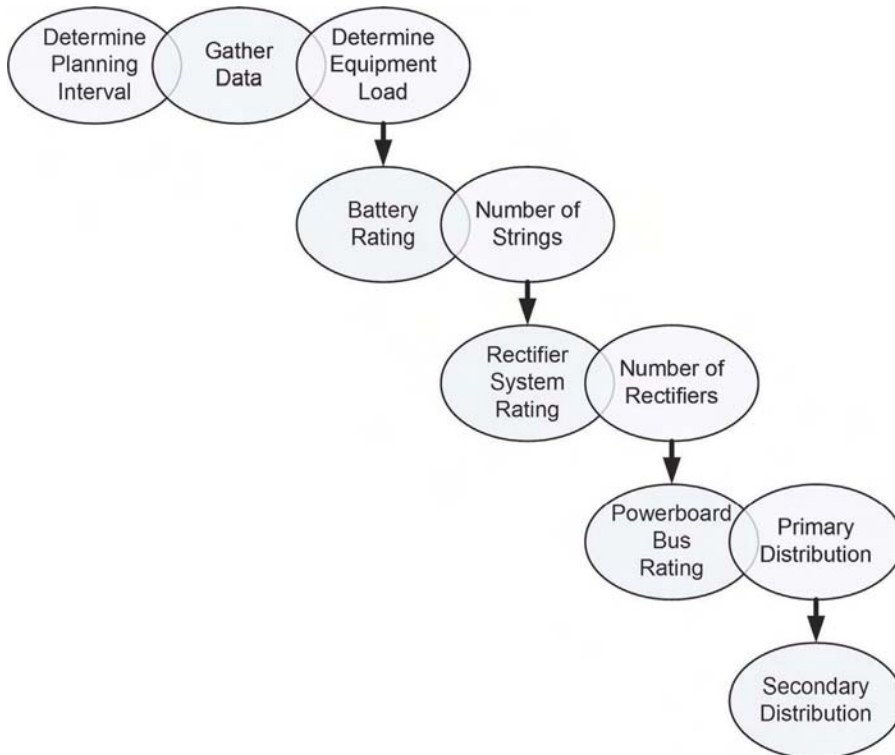 Determine
Planning
Interval
Gather
Data
Determine
Equipment
Load
Battery
Rating
Number of
Strings
Rectifier
System
Rating
Number of
Rectifiers
Powerboard
Bus
Rating
Primary
Distribution
Secondary
Distribution